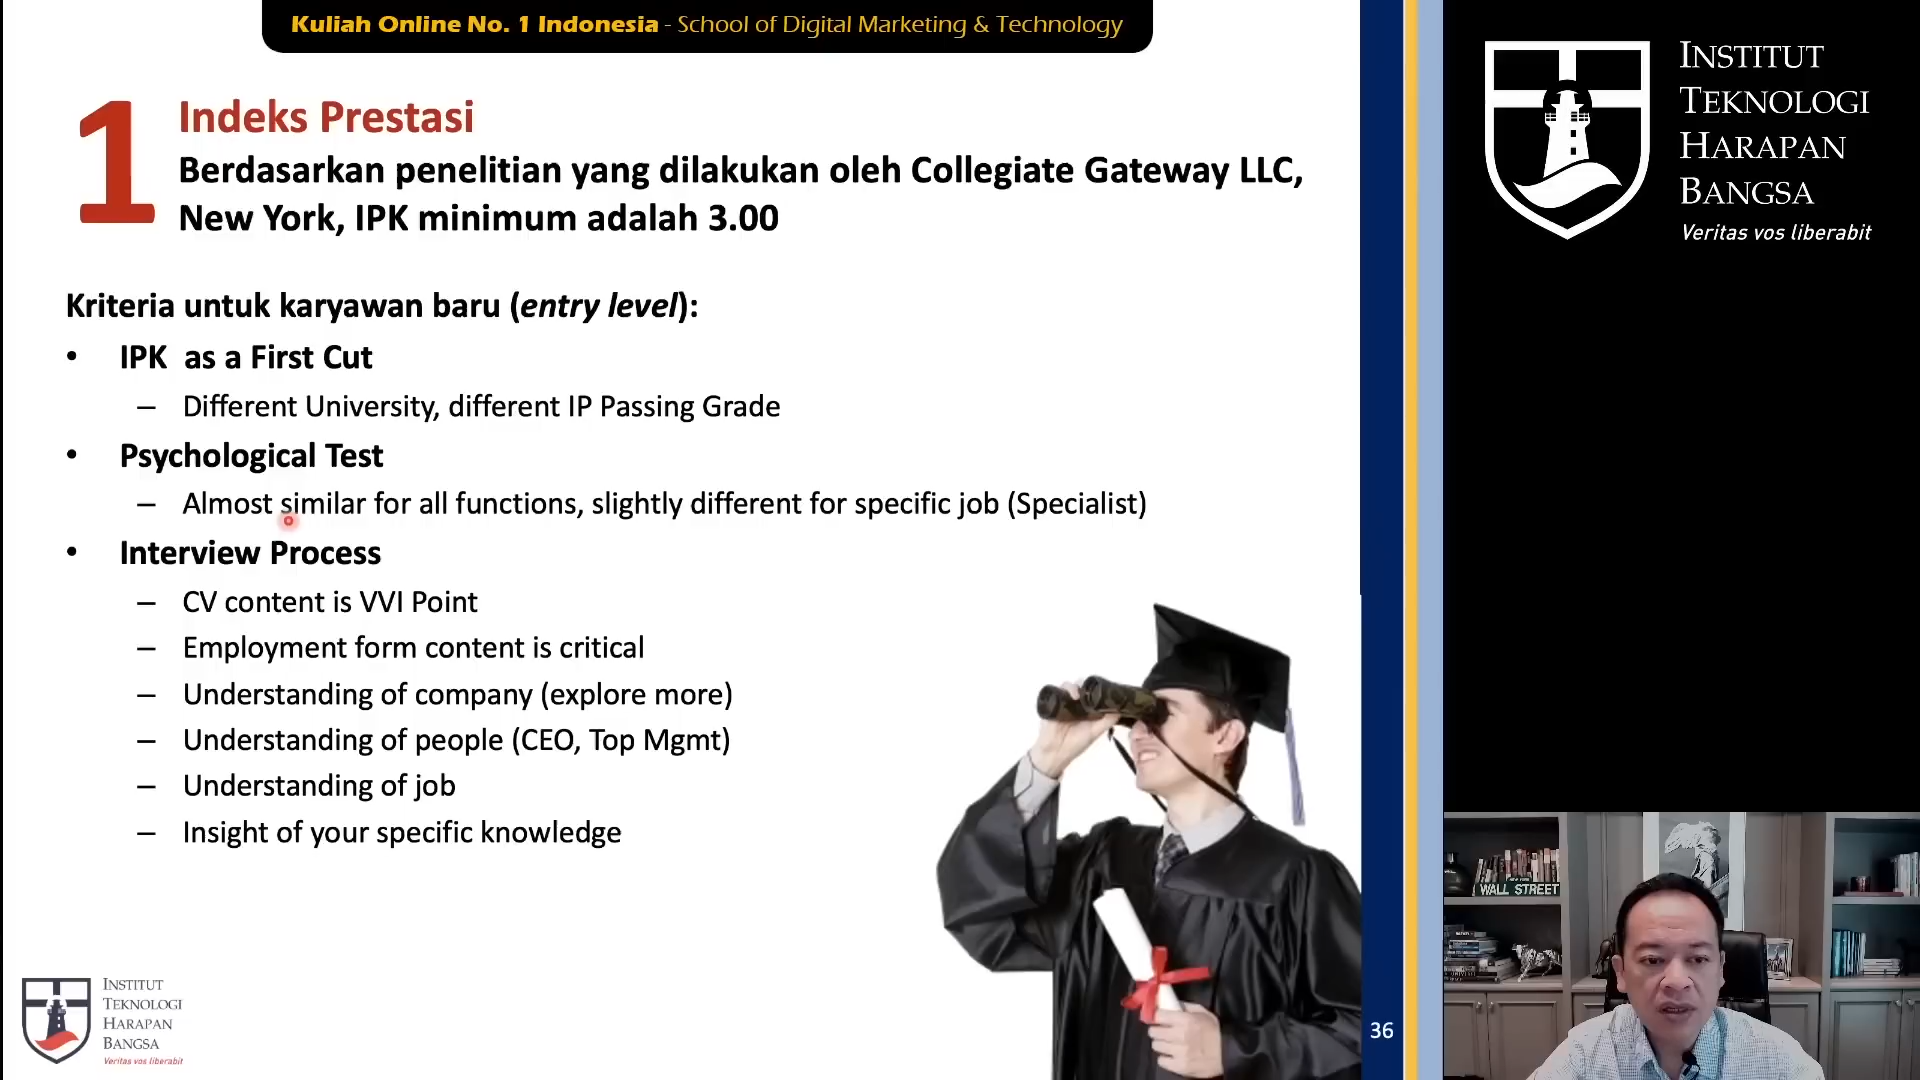 Kuliah Online No. 1 Indonesia - School of Digital Marketing & Technology
1
Indeks Prestasi
Berdasarkan penelitian yang dilakukan oleh Collegiate Gateway LLC,
New York, IPK minimum adalah 3.00
Kriteria untuk karyawan baru (entry level):
• IPK as a First Cut
– Different University, different IP Passing Grade
• Psychological Test
– Almost similar for all functions, slightly different for specific job (Specialist)
• Interview Process
– CV content is VVI Point
– Employment form content is critical
– Understanding of company (explore more)
– Understanding of people (CEO, Top Mgmt)
– Understanding of job
– Insight of your specific knowledge
INSTITUT
TEKNOLOGI
HARAPAN
BANGSA
Veritas vos liberabit
36
INSTITUT
TEKNOLOGI
HARAPAN
BANGSA
Veritas vos liberabit
WALL STREET